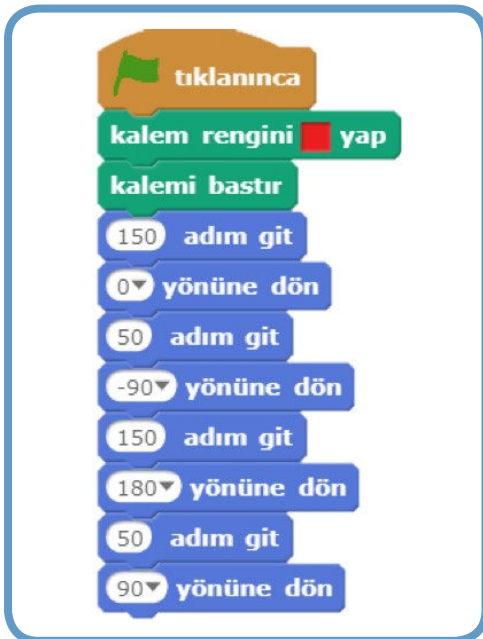 tıklanınca
kalem rengini yap
kalemi bastır
150 adım git
0 yönüne dön
50 adım git
-90 yönüne dön
150 adım git
180 yönüne dön
50 adım git
90 yönüne dön